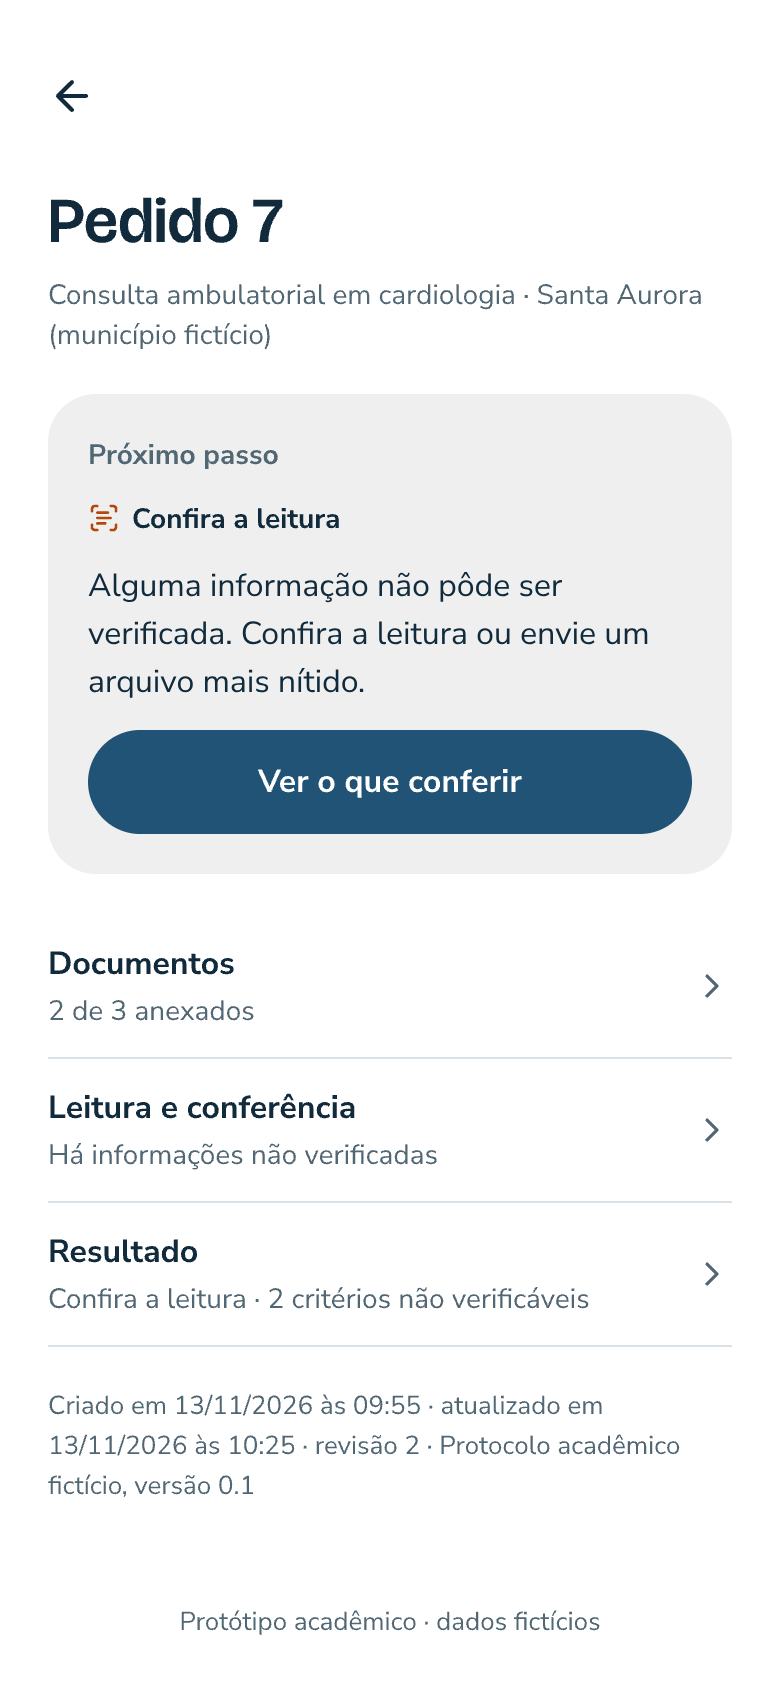 Pedido 7
Consulta ambulatorial em cardiologia · Santa Aurora
(município fictício)
Próximo passo
Confira a leitura
Alguma informação não pôde ser
verificada. Confira a leitura ou envie um
arquivo mais nítido.
Ver o que conferir
Documentos
2 de 3 anexados
Leitura e conferência
Há informações não verificadas
Resultado
Confira a leitura · 2 critérios não verificáveis
Criado em 13/11/2026 às 09:55 · atualizado em
13/11/2026 às 10:25 · revisão 2 · Protocolo acadêmico
fictício, versão 0.1
Protótipo acadêmico · dados fictícios